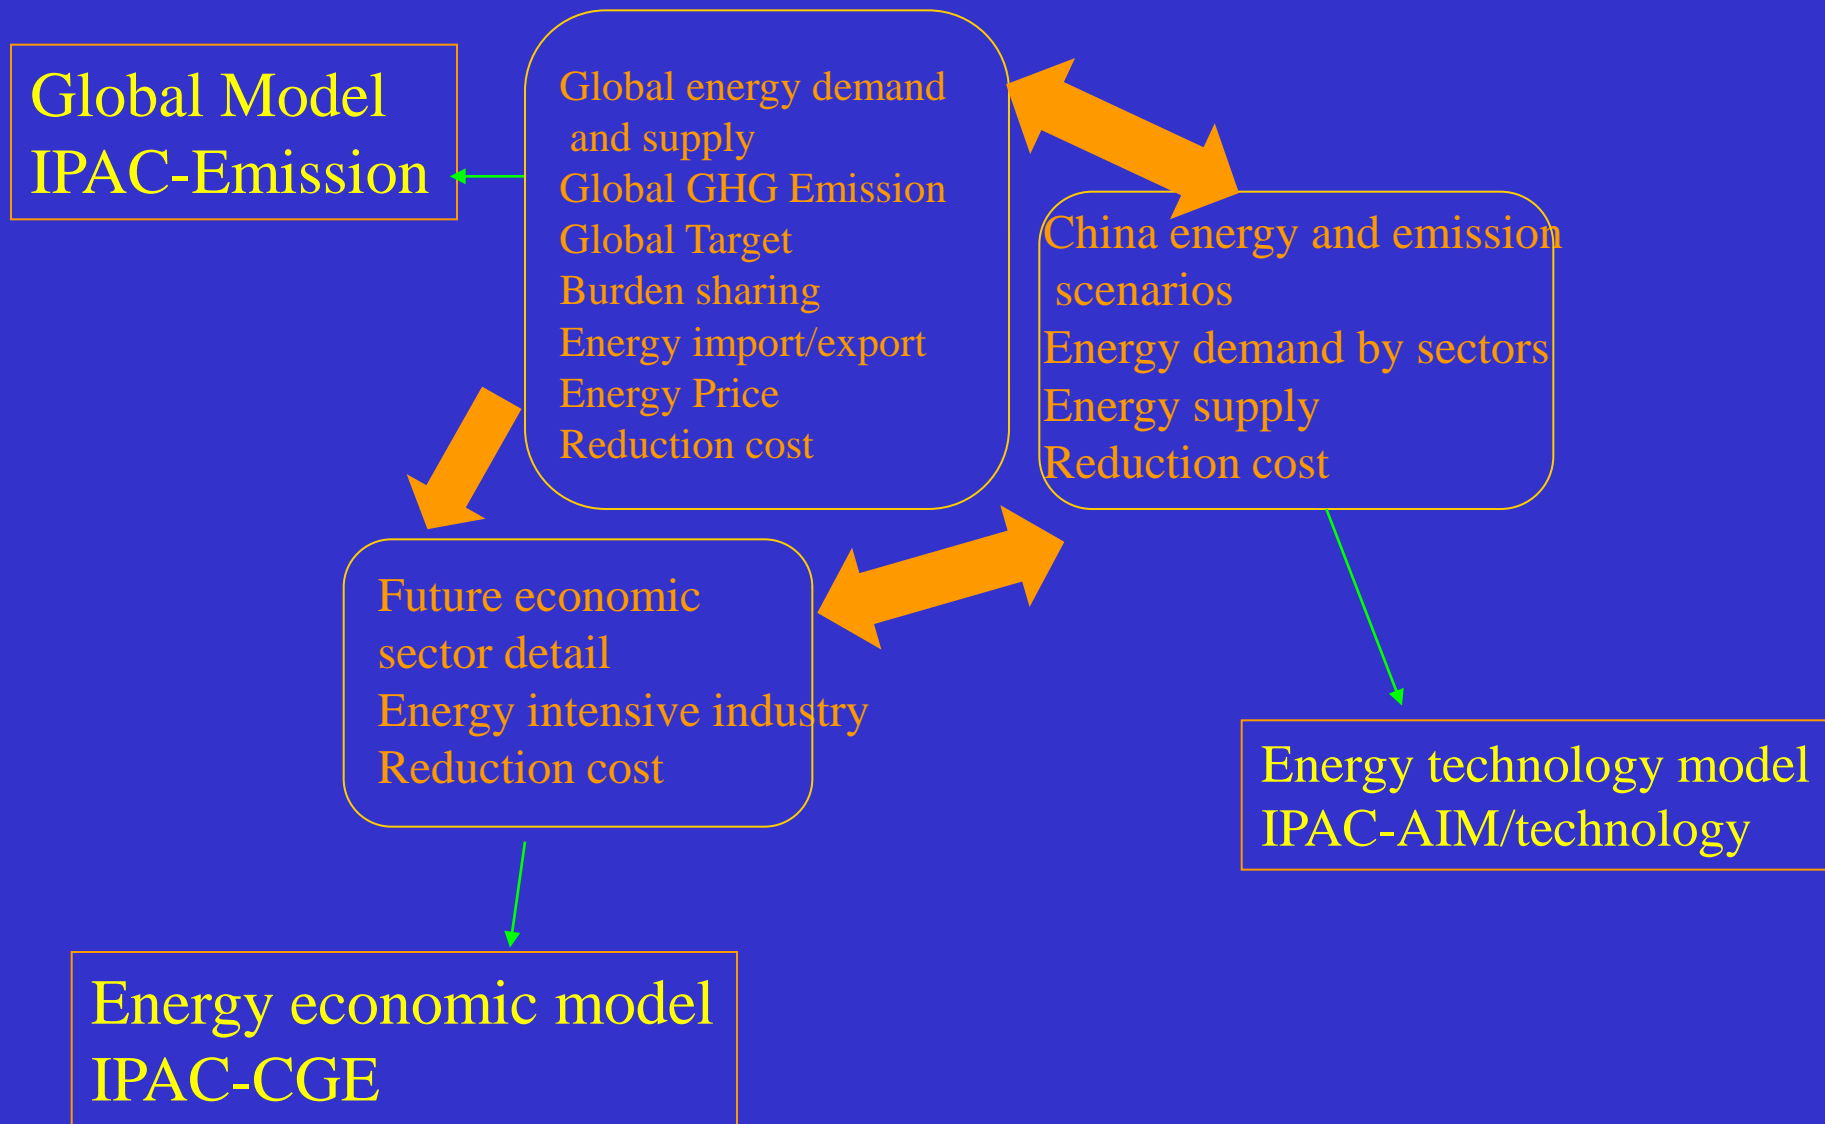 Global Model
IPAC-Emission
Global energy demand
and supply
Global GHG Emission
Global Target
Burden sharing
Energy import/export
Energy Price
Reduction cost
China energy and emission
scenarios
Energy demand by sectors
Energy supply
Reduction cost
Future economic
sector detail
Energy intensive industry
Reduction cost
Energy technology model
IPAC-AIM/technology
Energy economic model
IPAC-CGE